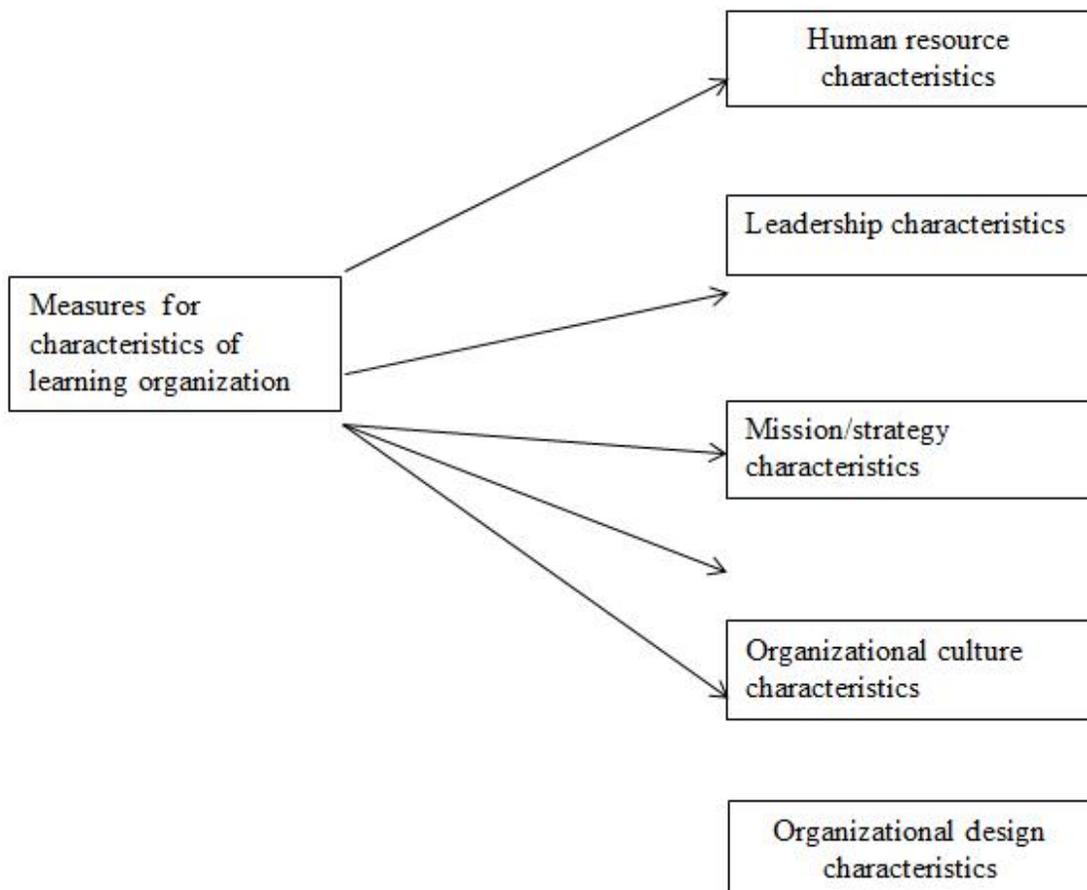 Human resource
characteristics
Leadership characteristics
Measures for
characteristics of
learning organization
Mission/strategy
characteristics
Organizational culture
characteristics
Organizational design
characteristics